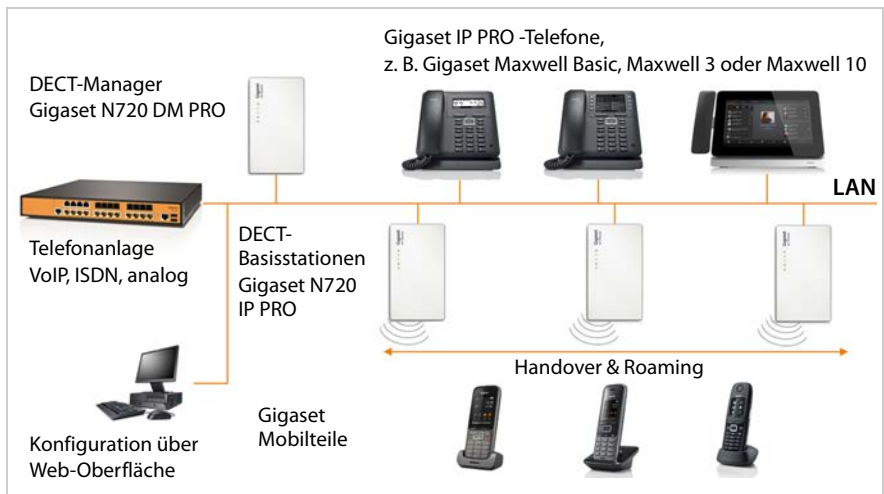 Gigaset IP PRO -Telefone,
z. B. Gigaset Maxwell Basic, Maxwell 3 oder Maxwell 10
DECT-Manager
Gigaset N720 DM PRO
LAN
Telefonanlage
VoIP, ISDN, analog
DECT-
Basisstationen
Gigaset N720
IP PRO
Handover & Roaming
Gigaset
Mobilteile
Konfiguration über
Web-Oberfläche